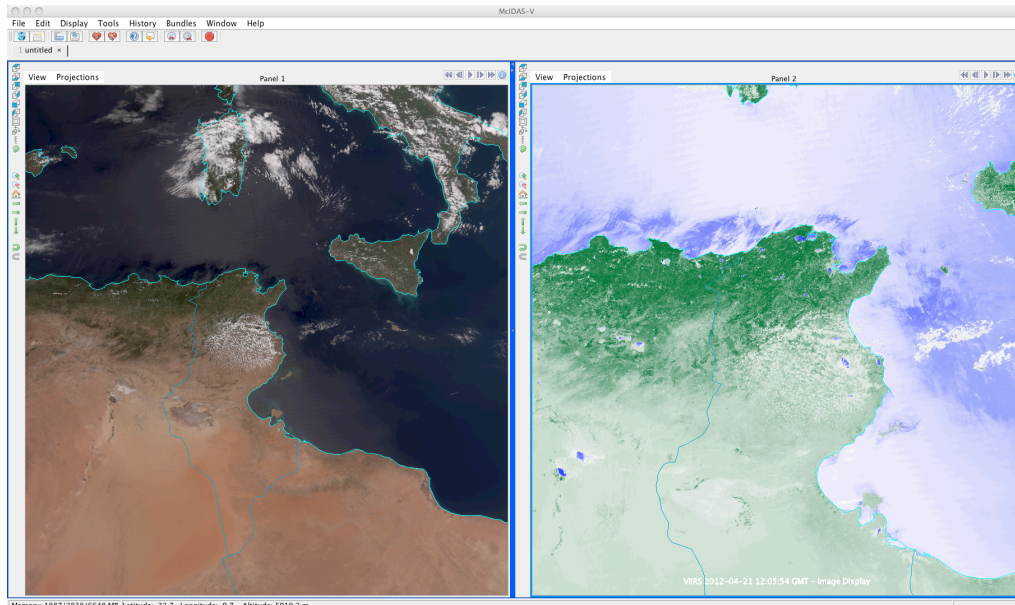 McIDAS-V
File Edit Display Tools History Bundles Window Help
1 untitled ×
View Projections
Panel 1
View Projections
Panel 2
VIIRS 2012-04-21 12:05:54 GMT - Image Display